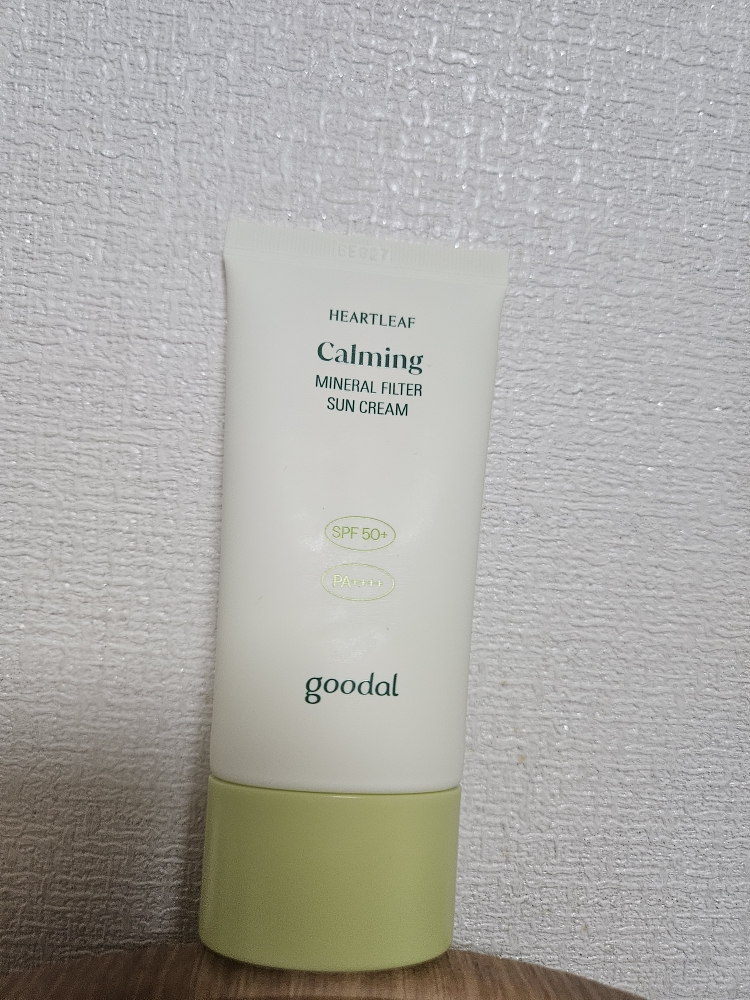 HEARTLEAF
Calming
MINERAL FILTER
SUN CREAM
SPF 50+
PA++++
goodal